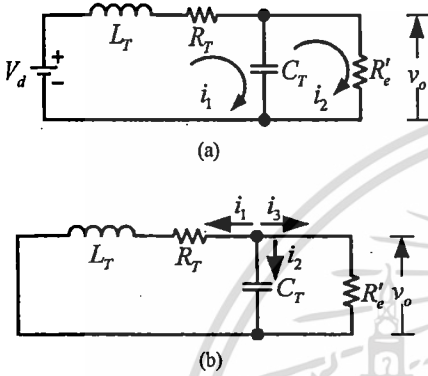 L_T
R_T
V_d
+
−
C_T
i_1
i_2
R'_e
v_o
(a)
i_1
i_3
i_2
L_T
R_T
C_T
R'_e
v_o
(b)